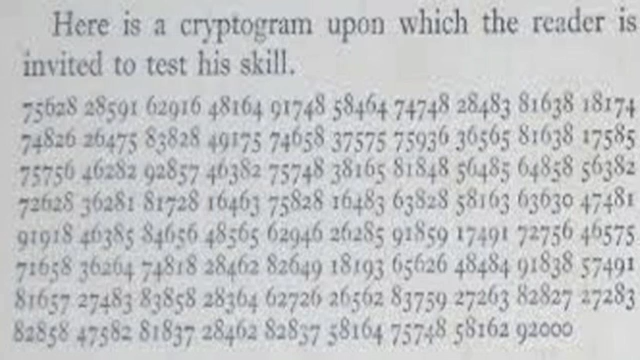 Here is a cryptogram upon which the reader is
invited to test his skill.
75628 28591 62916 48164 91748 58464 74748 28483 81638 18174
74826 26475 83828 49175 74658 37575 75936 36565 81638 17585
75756 46282 92857 46382 75748 38165 81848 56485 64858 56382
72628 36281 81728 16463 75828 16483 63828 58163 63630 47481
91918 46385 84656 48565 62946 26285 91859 17491 72756 46575
71658 36264 74818 28462 82649 18193 65626 48484 91838 57491
81657 27483 83858 28364 62726 26562 83759 27263 82827 27283
82858 47582 81837 28462 82837 58164 75748 58162 92000